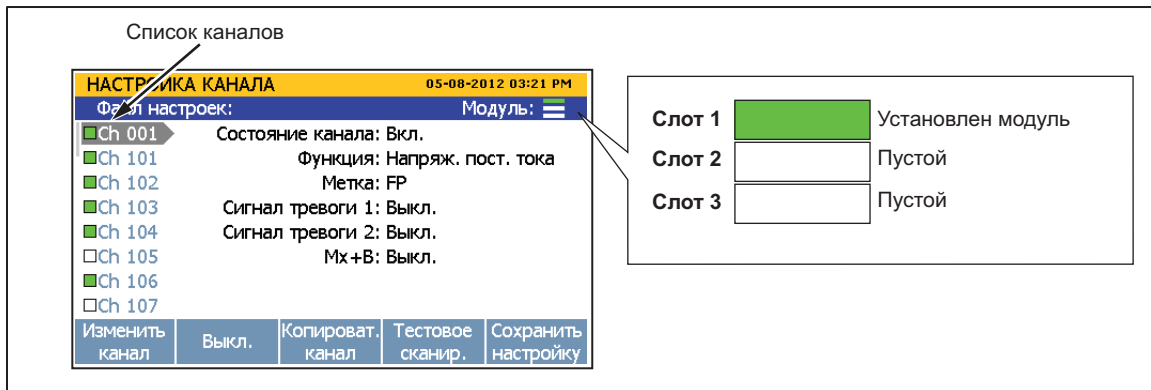 Список каналов
НАСТРОЙКА КАНАЛА 05-08-2012 03:21 PM
Файл настроек: Модуль:
Ch 001 Состояние канала: Вкл.
Ch 101 Функция: Напряж. пост. тока
Ch 102 Метка: FP
Ch 103 Сигнал тревоги 1: Выкл.
Ch 104 Сигнал тревоги 2: Выкл.
Ch 105 Mx+B: Выкл.
Ch 106
Ch 107
Изменить канал
Выкл.
Копироват. канал
Тестовое сканир.
Сохранить настройку
Слот 1 Установлен модуль
Слот 2 Пустой
Слот 3 Пустой